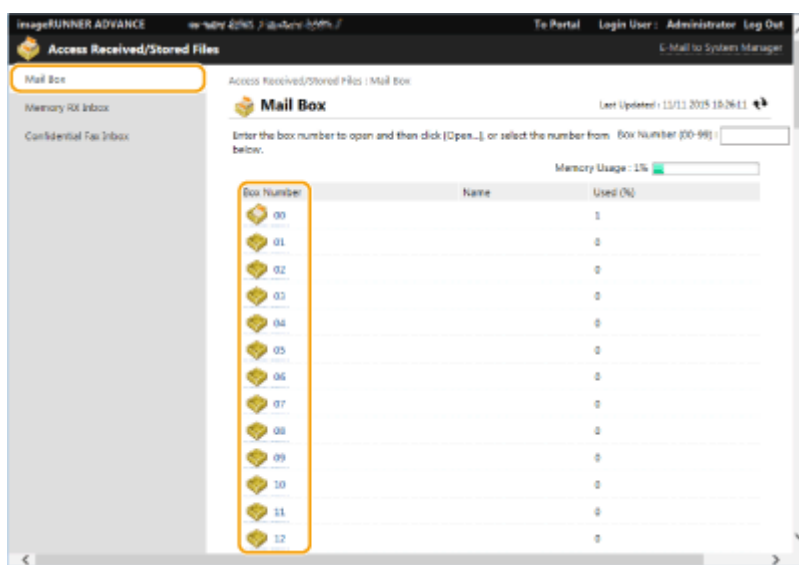 imageRUNNER ADVANCE
To Portal Login User : Administrator Log Out
Access Received/Stored Files
E-Mail to System Manager
Mail Box
Memory RX Inbox
Confidential Fax Inbox
Access Received/Stored Files : Mail Box
Mail Box
Last Updated : 11/11 2015 10:26:11
Enter the box number to open and then click [Open...], or select the number from below.
Box Number (00-99) :
Memory Usage : 1%
Box Number Name Used (%)
00 1
01 0
02 0
03 0
04 0
05 0
06 0
07 0
08 0
09 0
10 0
11 0
12 0